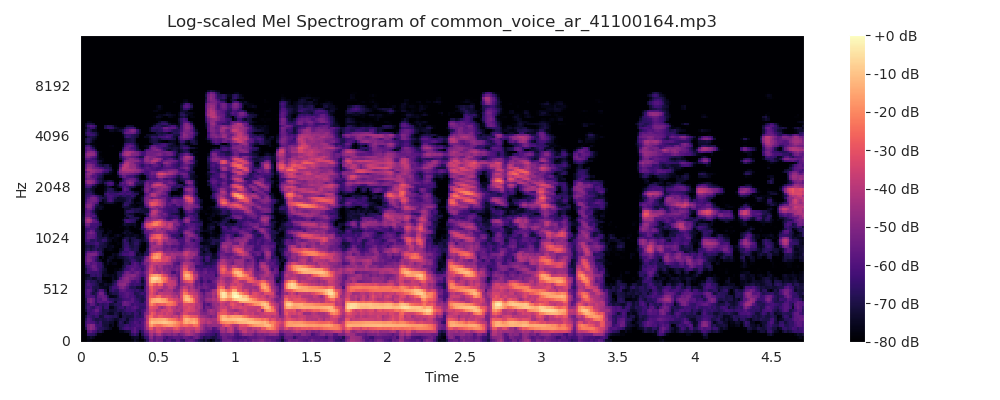 Log-scaled Mel Spectrogram of common_voice_ar_41100164.mp3
Hz
8192
4096
2048
1024
512
0
0 0.5 1 1.5 2 2.5 3 3.5 4 4.5
Time
+0 dB
-10 dB
-20 dB
-30 dB
-40 dB
-50 dB
-60 dB
-70 dB
-80 dB